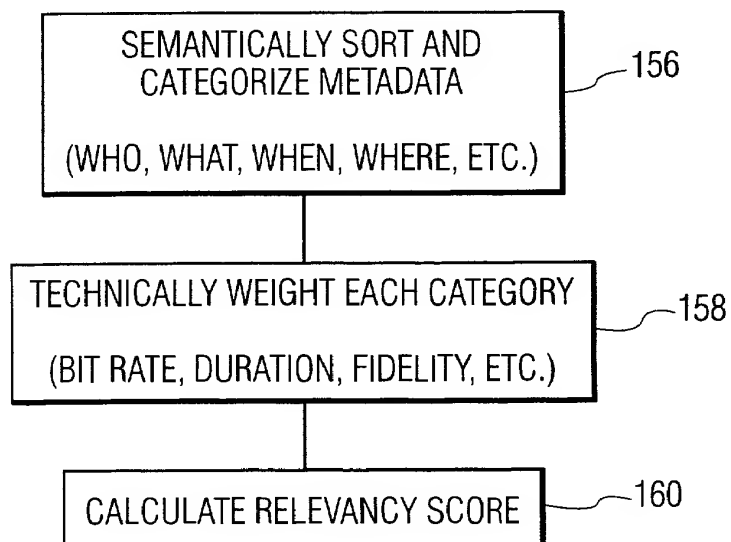 SEMANTICALLY SORT AND
CATEGORIZE METADATA
(WHO, WHAT, WHEN, WHERE, ETC.)
156
TECHNICALLY WEIGHT EACH CATEGORY
(BIT RATE, DURATION, FIDELITY, ETC.)
158
CALCULATE RELEVANCY SCORE
160